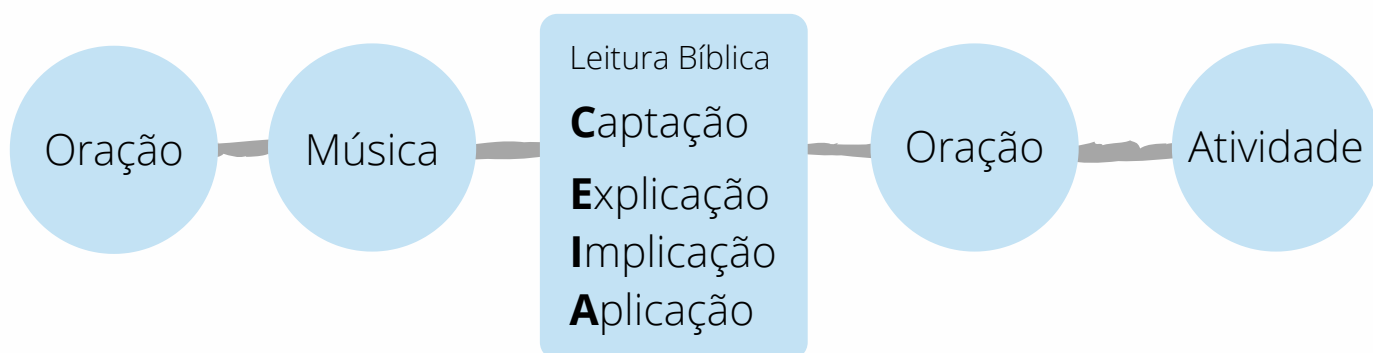 Oração
Música
Leitura Bíblica
Captação
Explicação
Implicação
Aplicação
Oração
Atividade